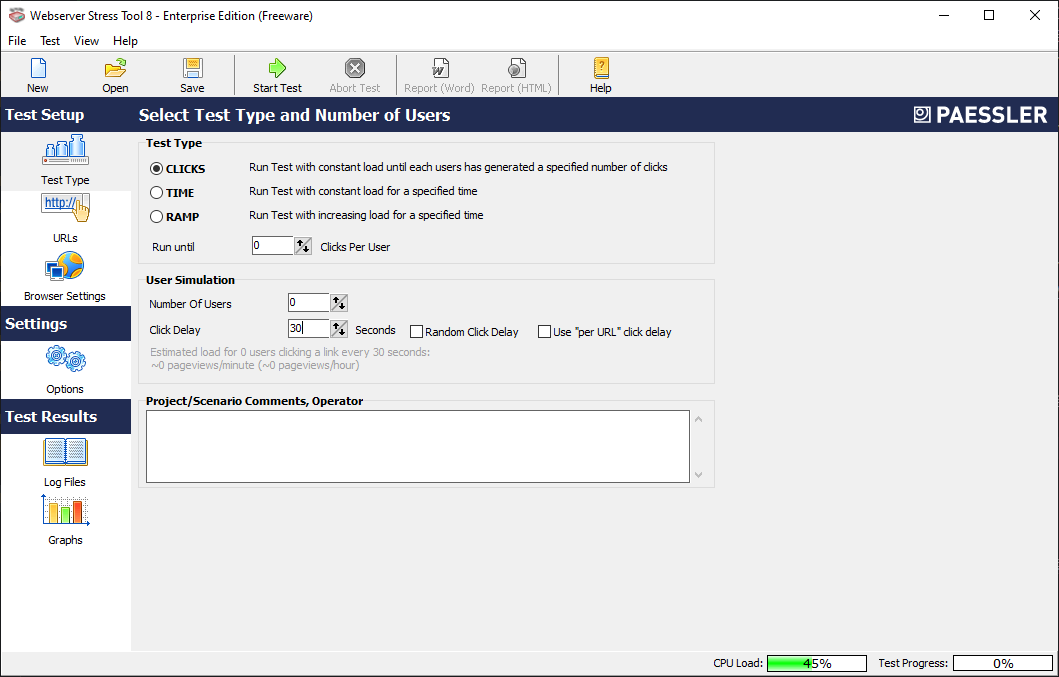 Webserver Stress Tool 8 - Enterprise Edition (Freeware)
File Test View Help
New Open Save Start Test Abort Test Report (Word) Report (HTML) Help
Test Setup
Select Test Type and Number of Users
PAESSLER
Test Type
http://
URLs
Browser Settings
Settings
Options
Test Results
Log Files
Graphs
Test Type
CLICKS Run Test with constant load until each users has generated a specified number of clicks
TIME Run Test with constant load for a specified time
RAMP Run Test with increasing load for a specified time
Run until 0 Clicks Per User
User Simulation
Number Of Users 0
Click Delay 30 Seconds Random Click Delay Use "per URL" click delay
Estimated load for 0 users clicking a link every 30 seconds:
~0 pageviews/minute (~0 pageviews/hour)
Project/Scenario Comments, Operator
CPU Load: 45% Test Progress: 0%